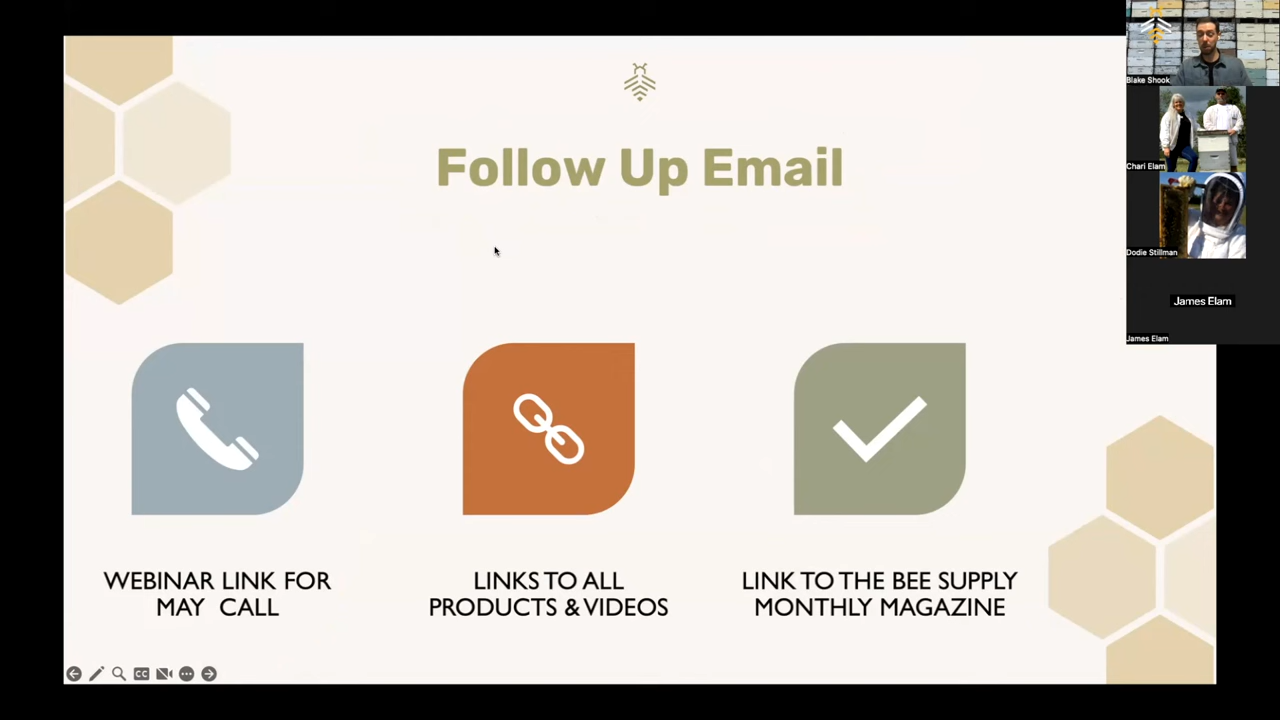 Follow Up Email
WEBINAR LINK FOR
MAY CALL
LINKS TO ALL
PRODUCTS & VIDEOS
LINK TO THE BEE SUPPLY
MONTHLY MAGAZINE
Blake Shook
Chari Elam
Dodie Stillman
James Elam
James Elam
CC